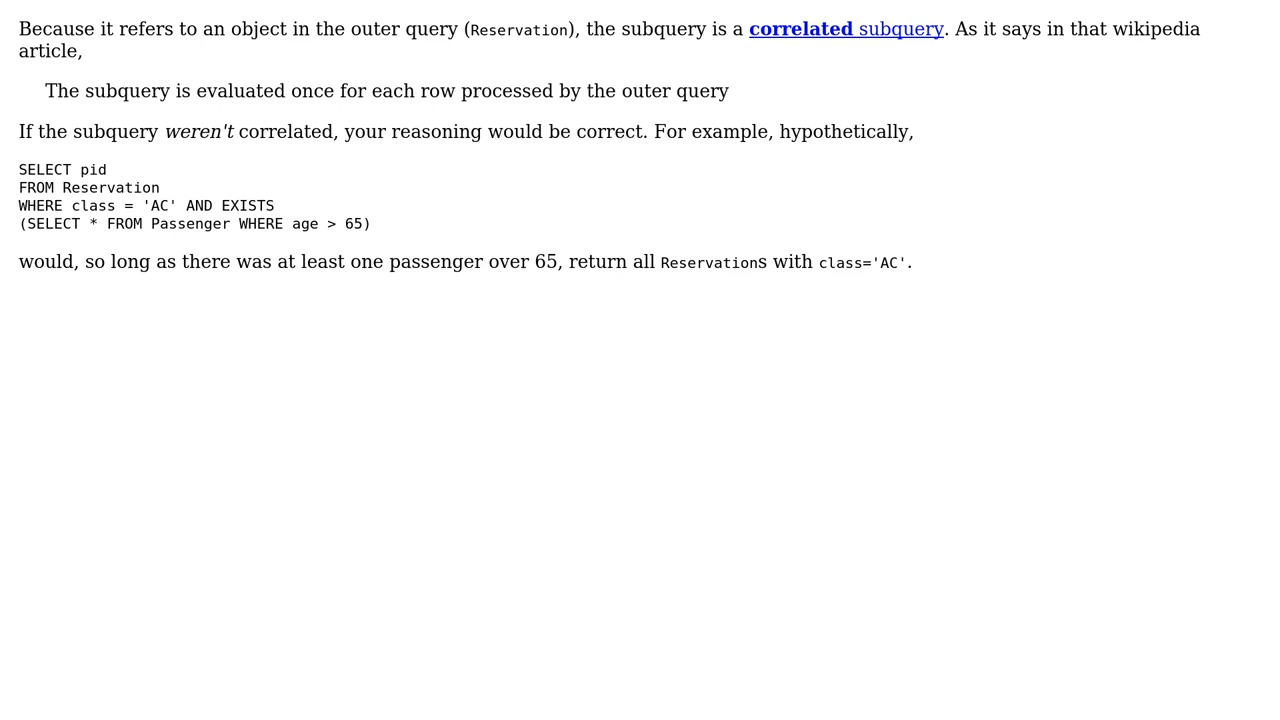 Because it refers to an object in the outer query (Reservation), the subquery is a correlated subquery. As it says in that wikipedia
article,
The subquery is evaluated once for each row processed by the outer query
If the subquery weren't correlated, your reasoning would be correct. For example, hypothetically,
SELECT pid
FROM Reservation
WHERE class = 'AC' AND EXISTS
(SELECT * FROM Passenger WHERE age > 65)
would, so long as there was at least one passenger over 65, return all Reservations with class='AC'.